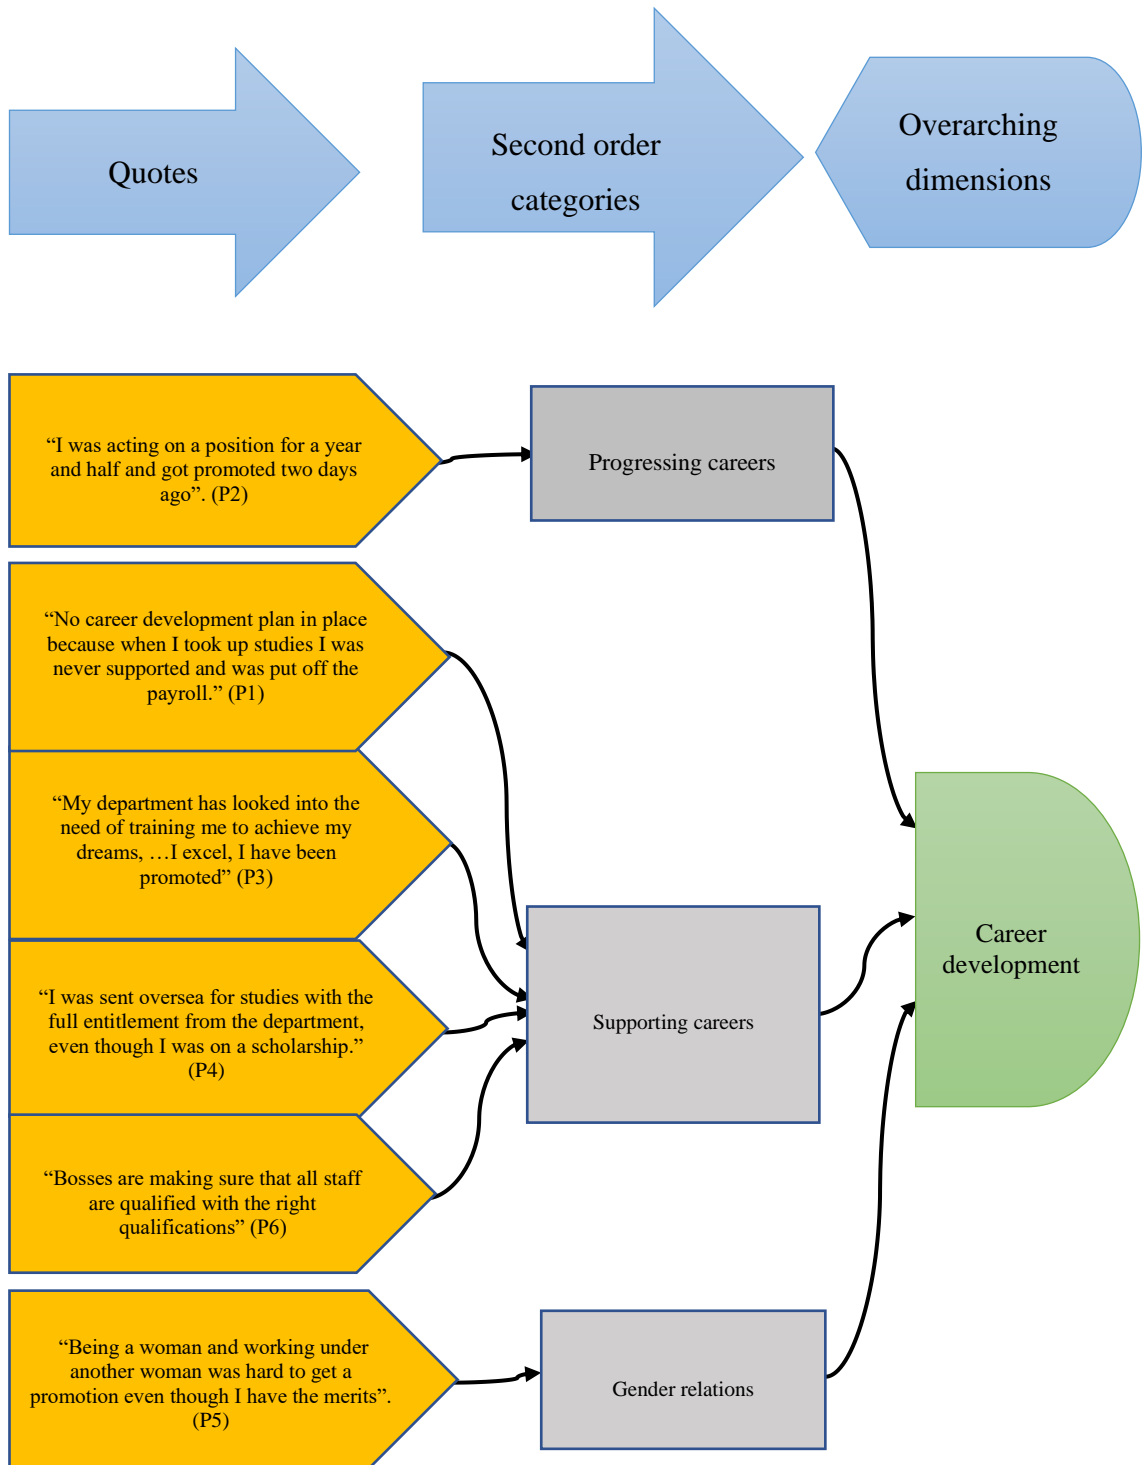 Quotes
Second order
categories
Overarching
dimensions
“I was acting on a position for a year
and half and got promoted two days
ago”. (P2)
Progressing careers
“No career development plan in place
because when I took up studies I was
never supported and was put off the
payroll.” (P1)
“My department has looked into the
need of training me to achieve my
dreams, …I excel, I have been
promoted” (P3)
“I was sent oversea for studies with the
full entitlement from the department,
even though I was on a scholarship.”
(P4)
“Bosses are making sure that all staff
are qualified with the right
qualifications” (P6)
Supporting careers
Career
development
“Being a woman and working under
another woman was hard to get a
promotion even though I have the merits”.
(P5)
Gender relations